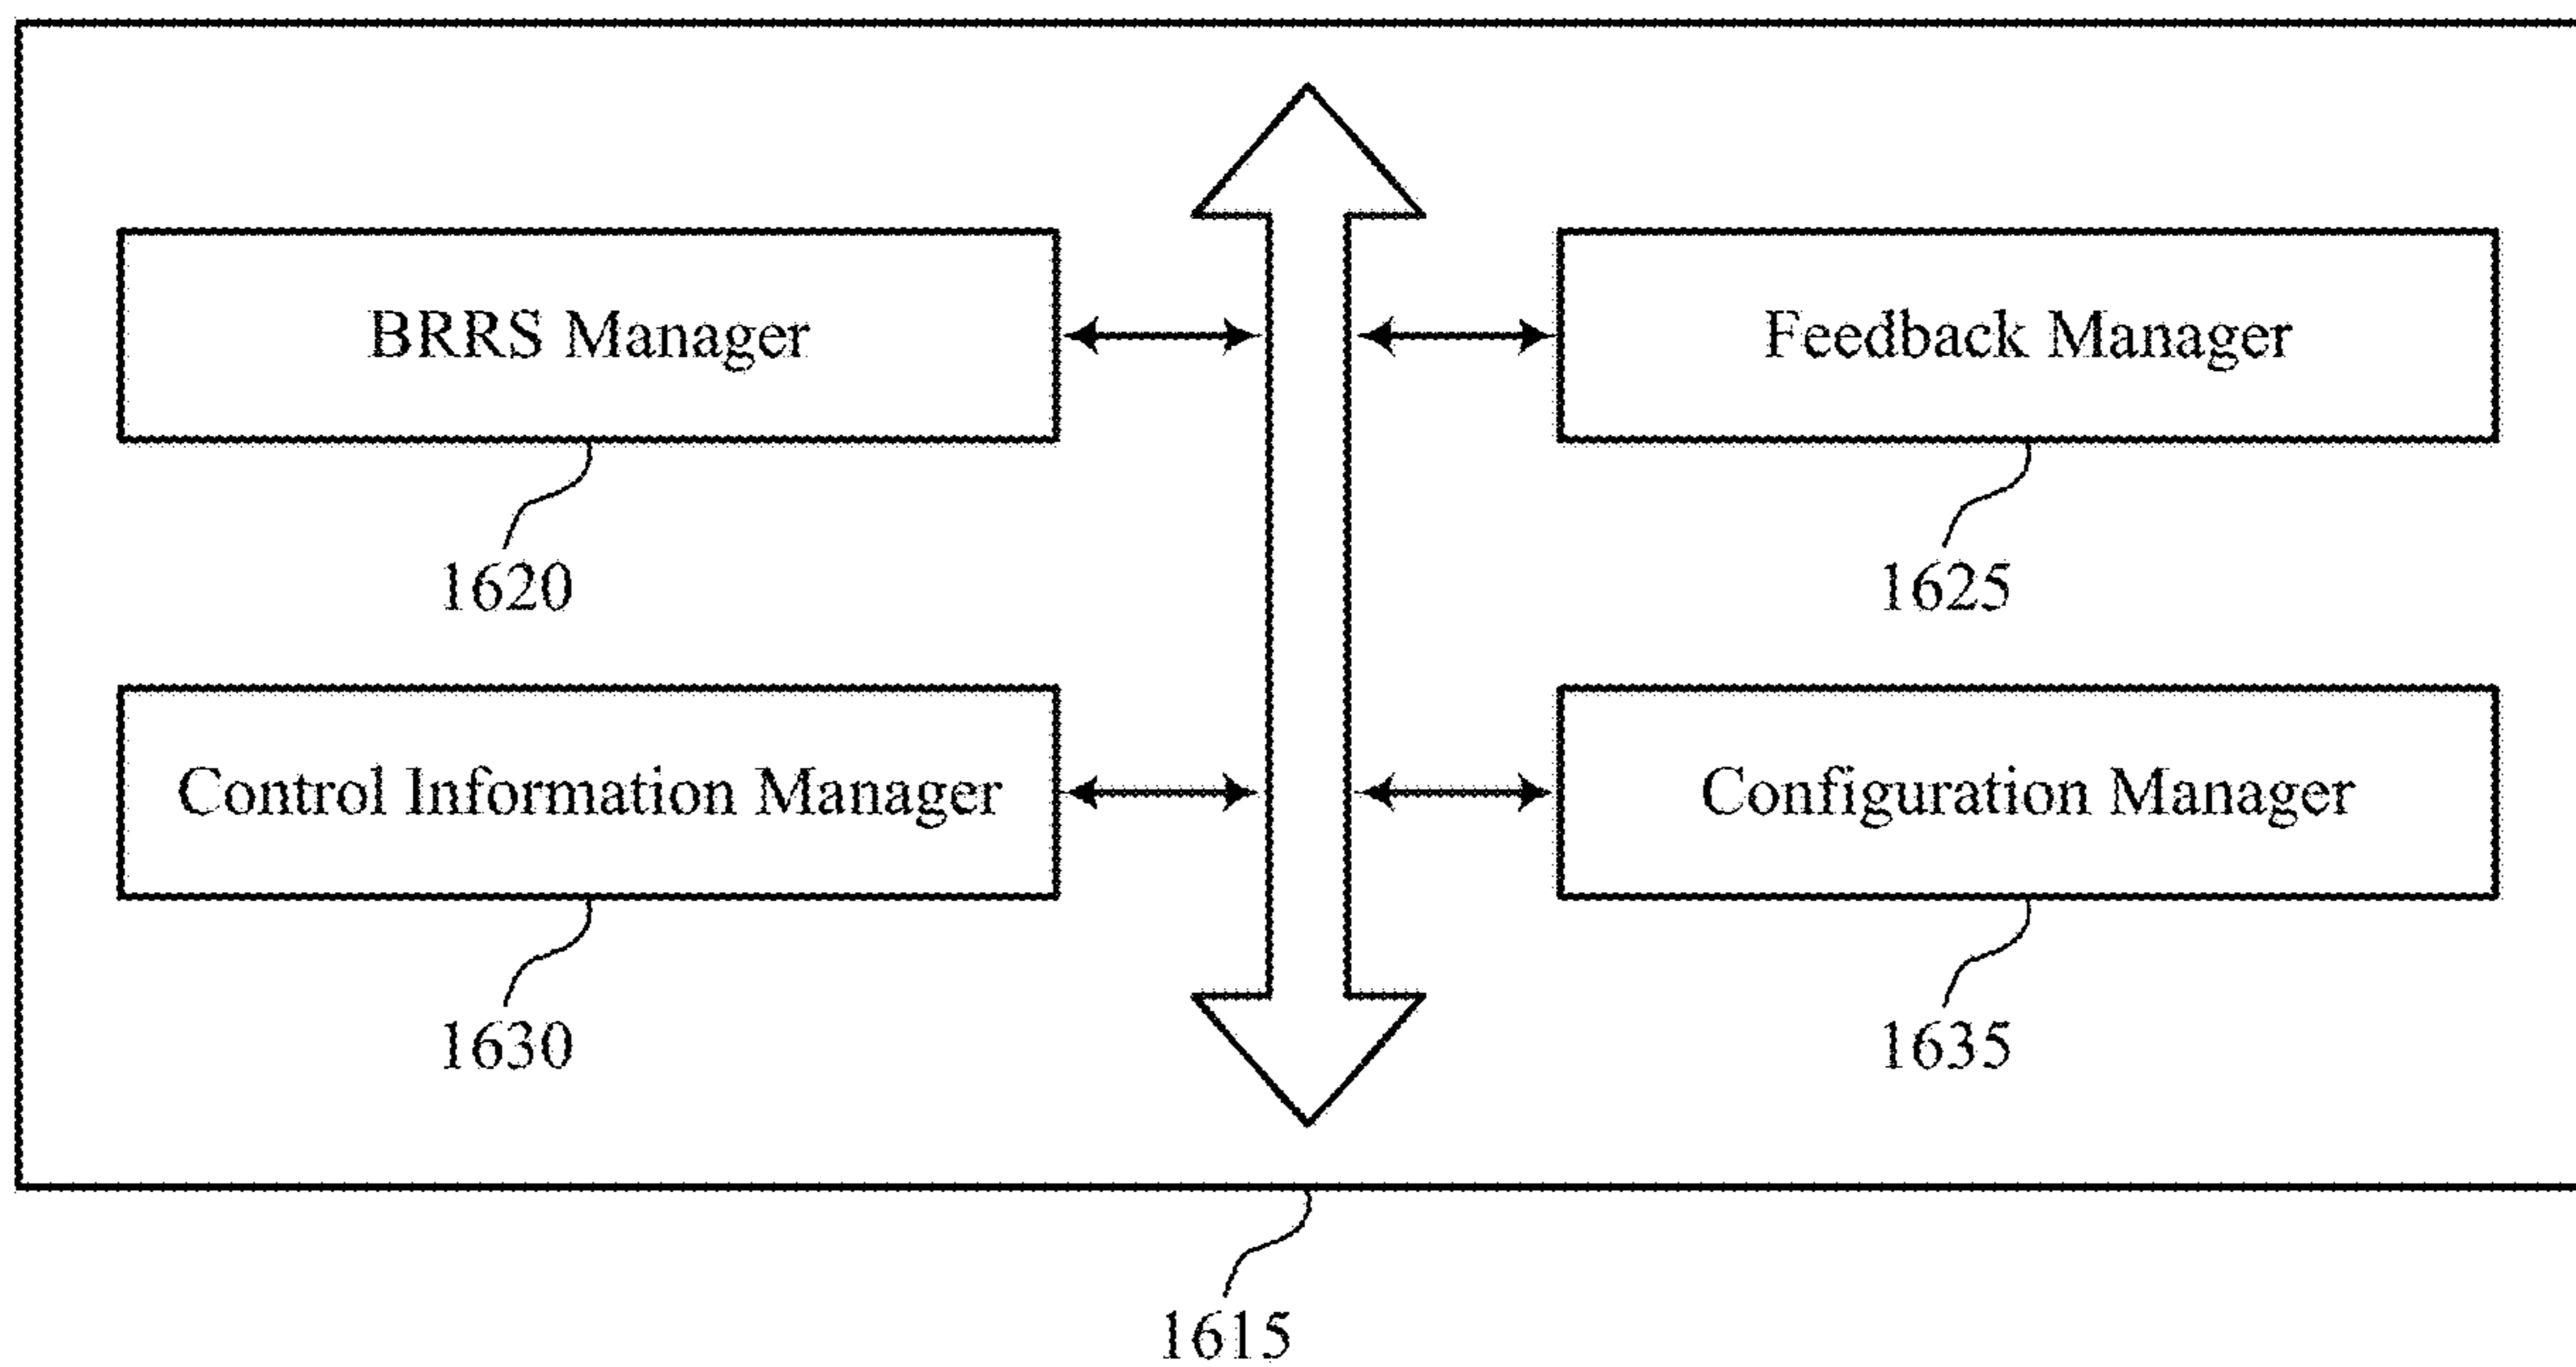 BRRS Manager
Feedback Manager
1620
1625
Control Information Manager
Configuration Manager
1630
1635
1615